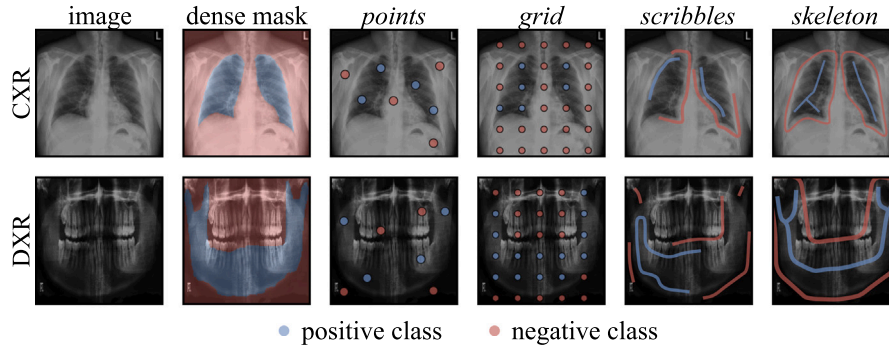 image dense mask points grid scribbles skeleton
CXR
L L L L L L
DXR
positive class negative class